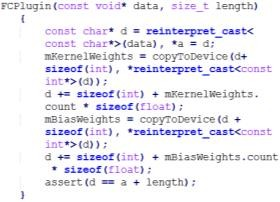 FCPlugin(const void* data, size_t length)
{
const char* d = reinterpret_cast<
const char*>(data), *a = d;
mKernelWeights = copyToDevice(d+
sizeof(int), *reinterpret_cast<const
int*>(d));
d += sizeof(int) + mKernelWeights.
count * sizeof(float);
mBiasWeights = copyToDevice(d +
sizeof(int), *reinterpret_cast<const
int*>(d));
d += sizeof(int) + mBiasWeights.count
* sizeof(float);
assert(d == a + length);
}